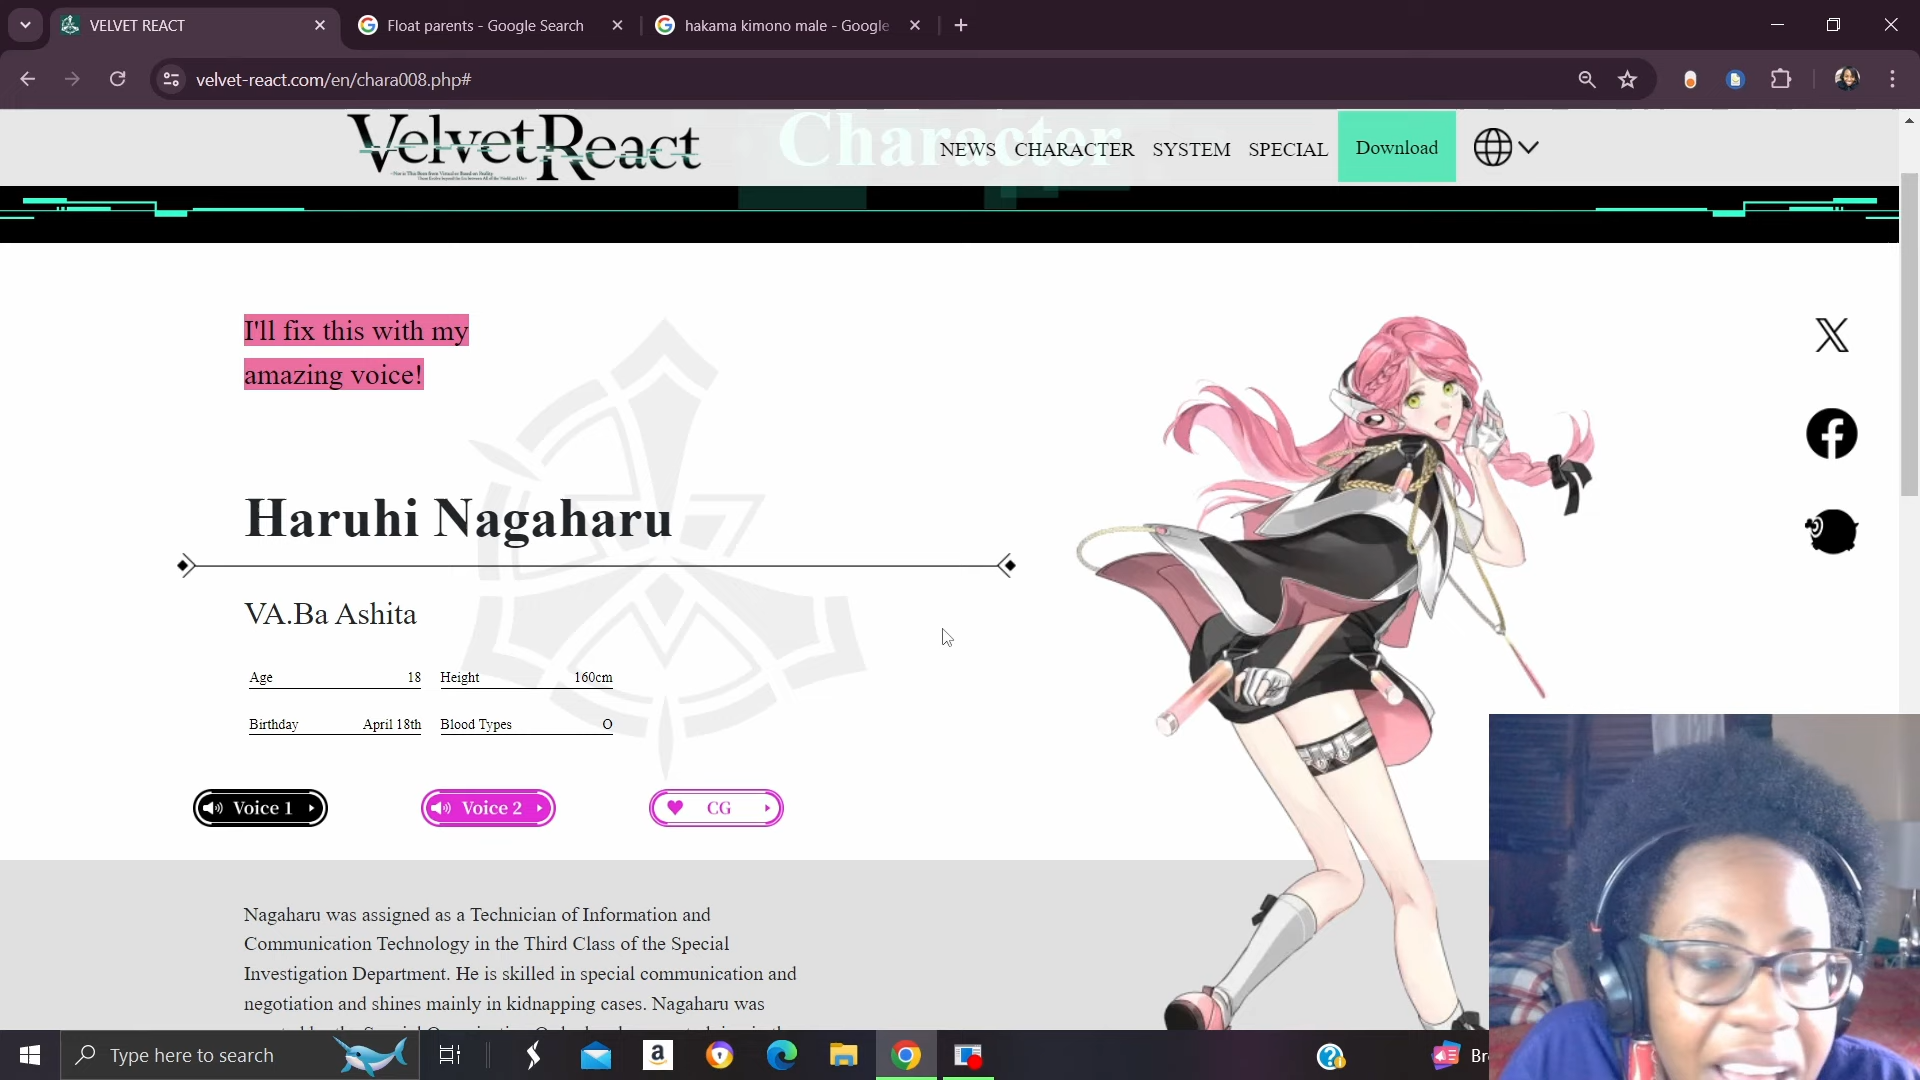 VELVET REACT
Float parents - Google Search
hakama kimono male - Google
velvet-react.com/en/chara008.php#
VelvetReact
Character
NEWS
CHARACTER
SYSTEM
SPECIAL
Download
I'll fix this with my
amazing voice!
Haruhi Nagaharu
VA.Ba Ashita
Age 18
Height 160cm
Birthday April 18th
Blood Types O
Voice 1
Voice 2
CG
Nagaharu was assigned as a Technician of Information and
Communication Technology in the Third Class of the Special
Investigation Department. He is skilled in special communication and
negotiation and shines mainly in kidnapping cases. Nagaharu was
Type here to search